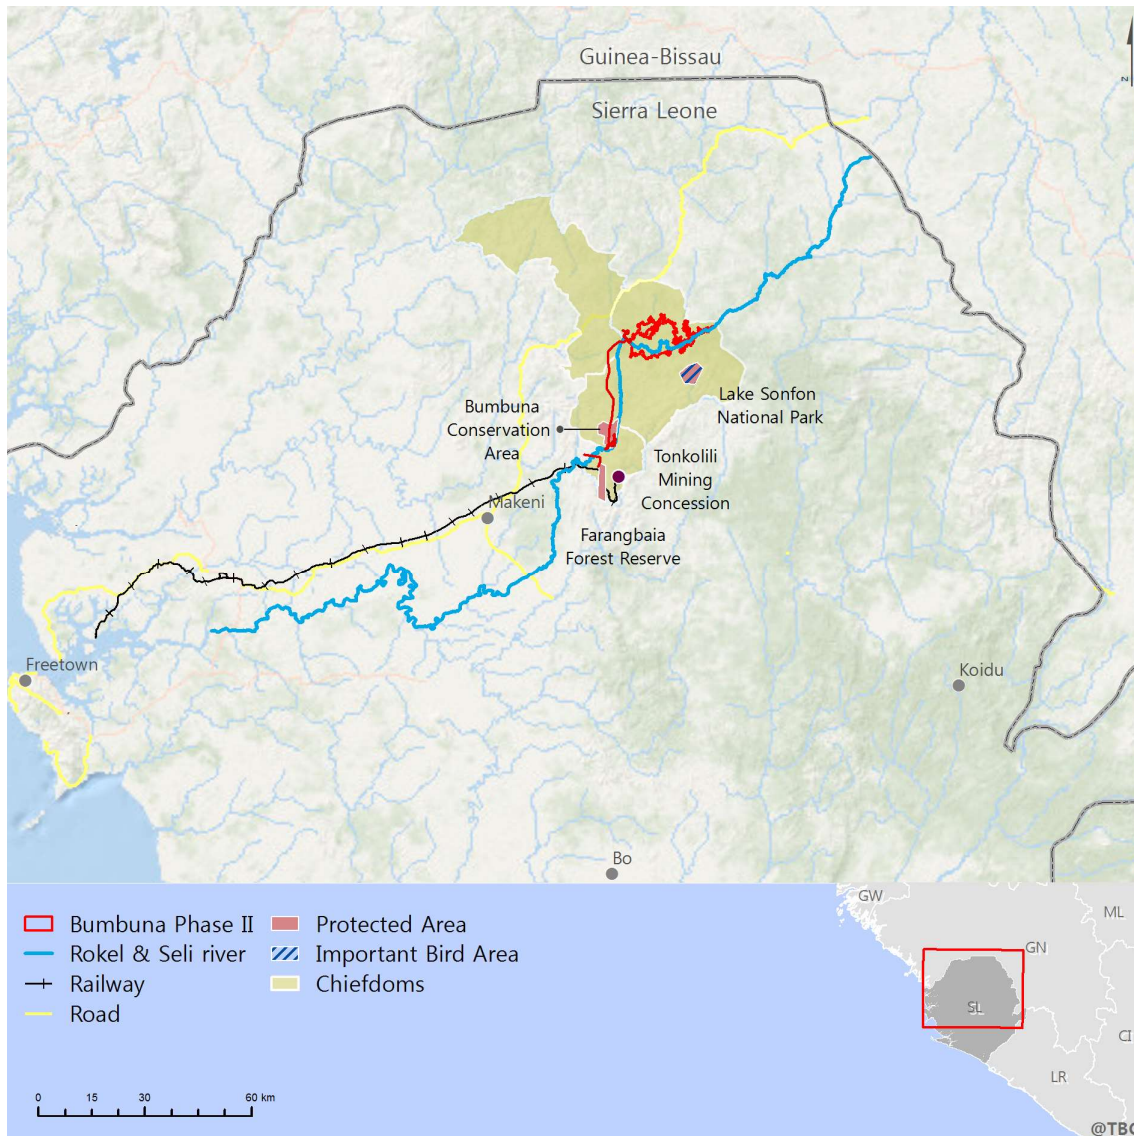 Guinea-Bissau
Sierra Leone
N
Lake Sonfon
National Park
Bumbuna
Conservation
Area
Tonkolili
Mining
Concession
Makeni
Farangbaia
Forest Reserve
Freetown
Koidu
Bo
Bumbuna Phase II
Rokel & Seli river
Railway
Road
Protected Area
Important Bird Area
Chiefdoms
0 15 30 60 km
GW
ML
GN
SL
CI
LR
@TBC